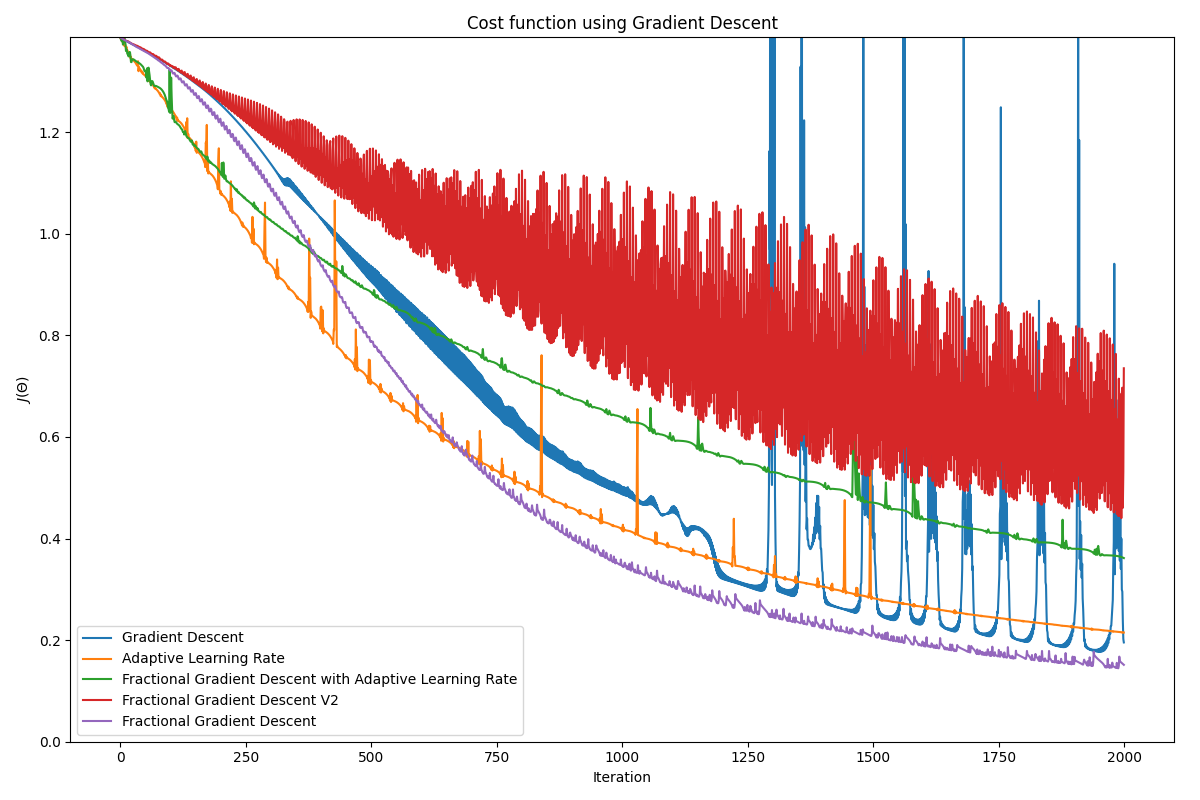 Cost function using Gradient Descent
J(Θ)
1.2
1.0
0.8
0.6
0.4
0.2
0.0
Gradient Descent
Adaptive Learning Rate
Fractional Gradient Descent with Adaptive Learning Rate
Fractional Gradient Descent V2
Fractional Gradient Descent
0 250 500 750 1000 1250 1500 1750 2000
Iteration